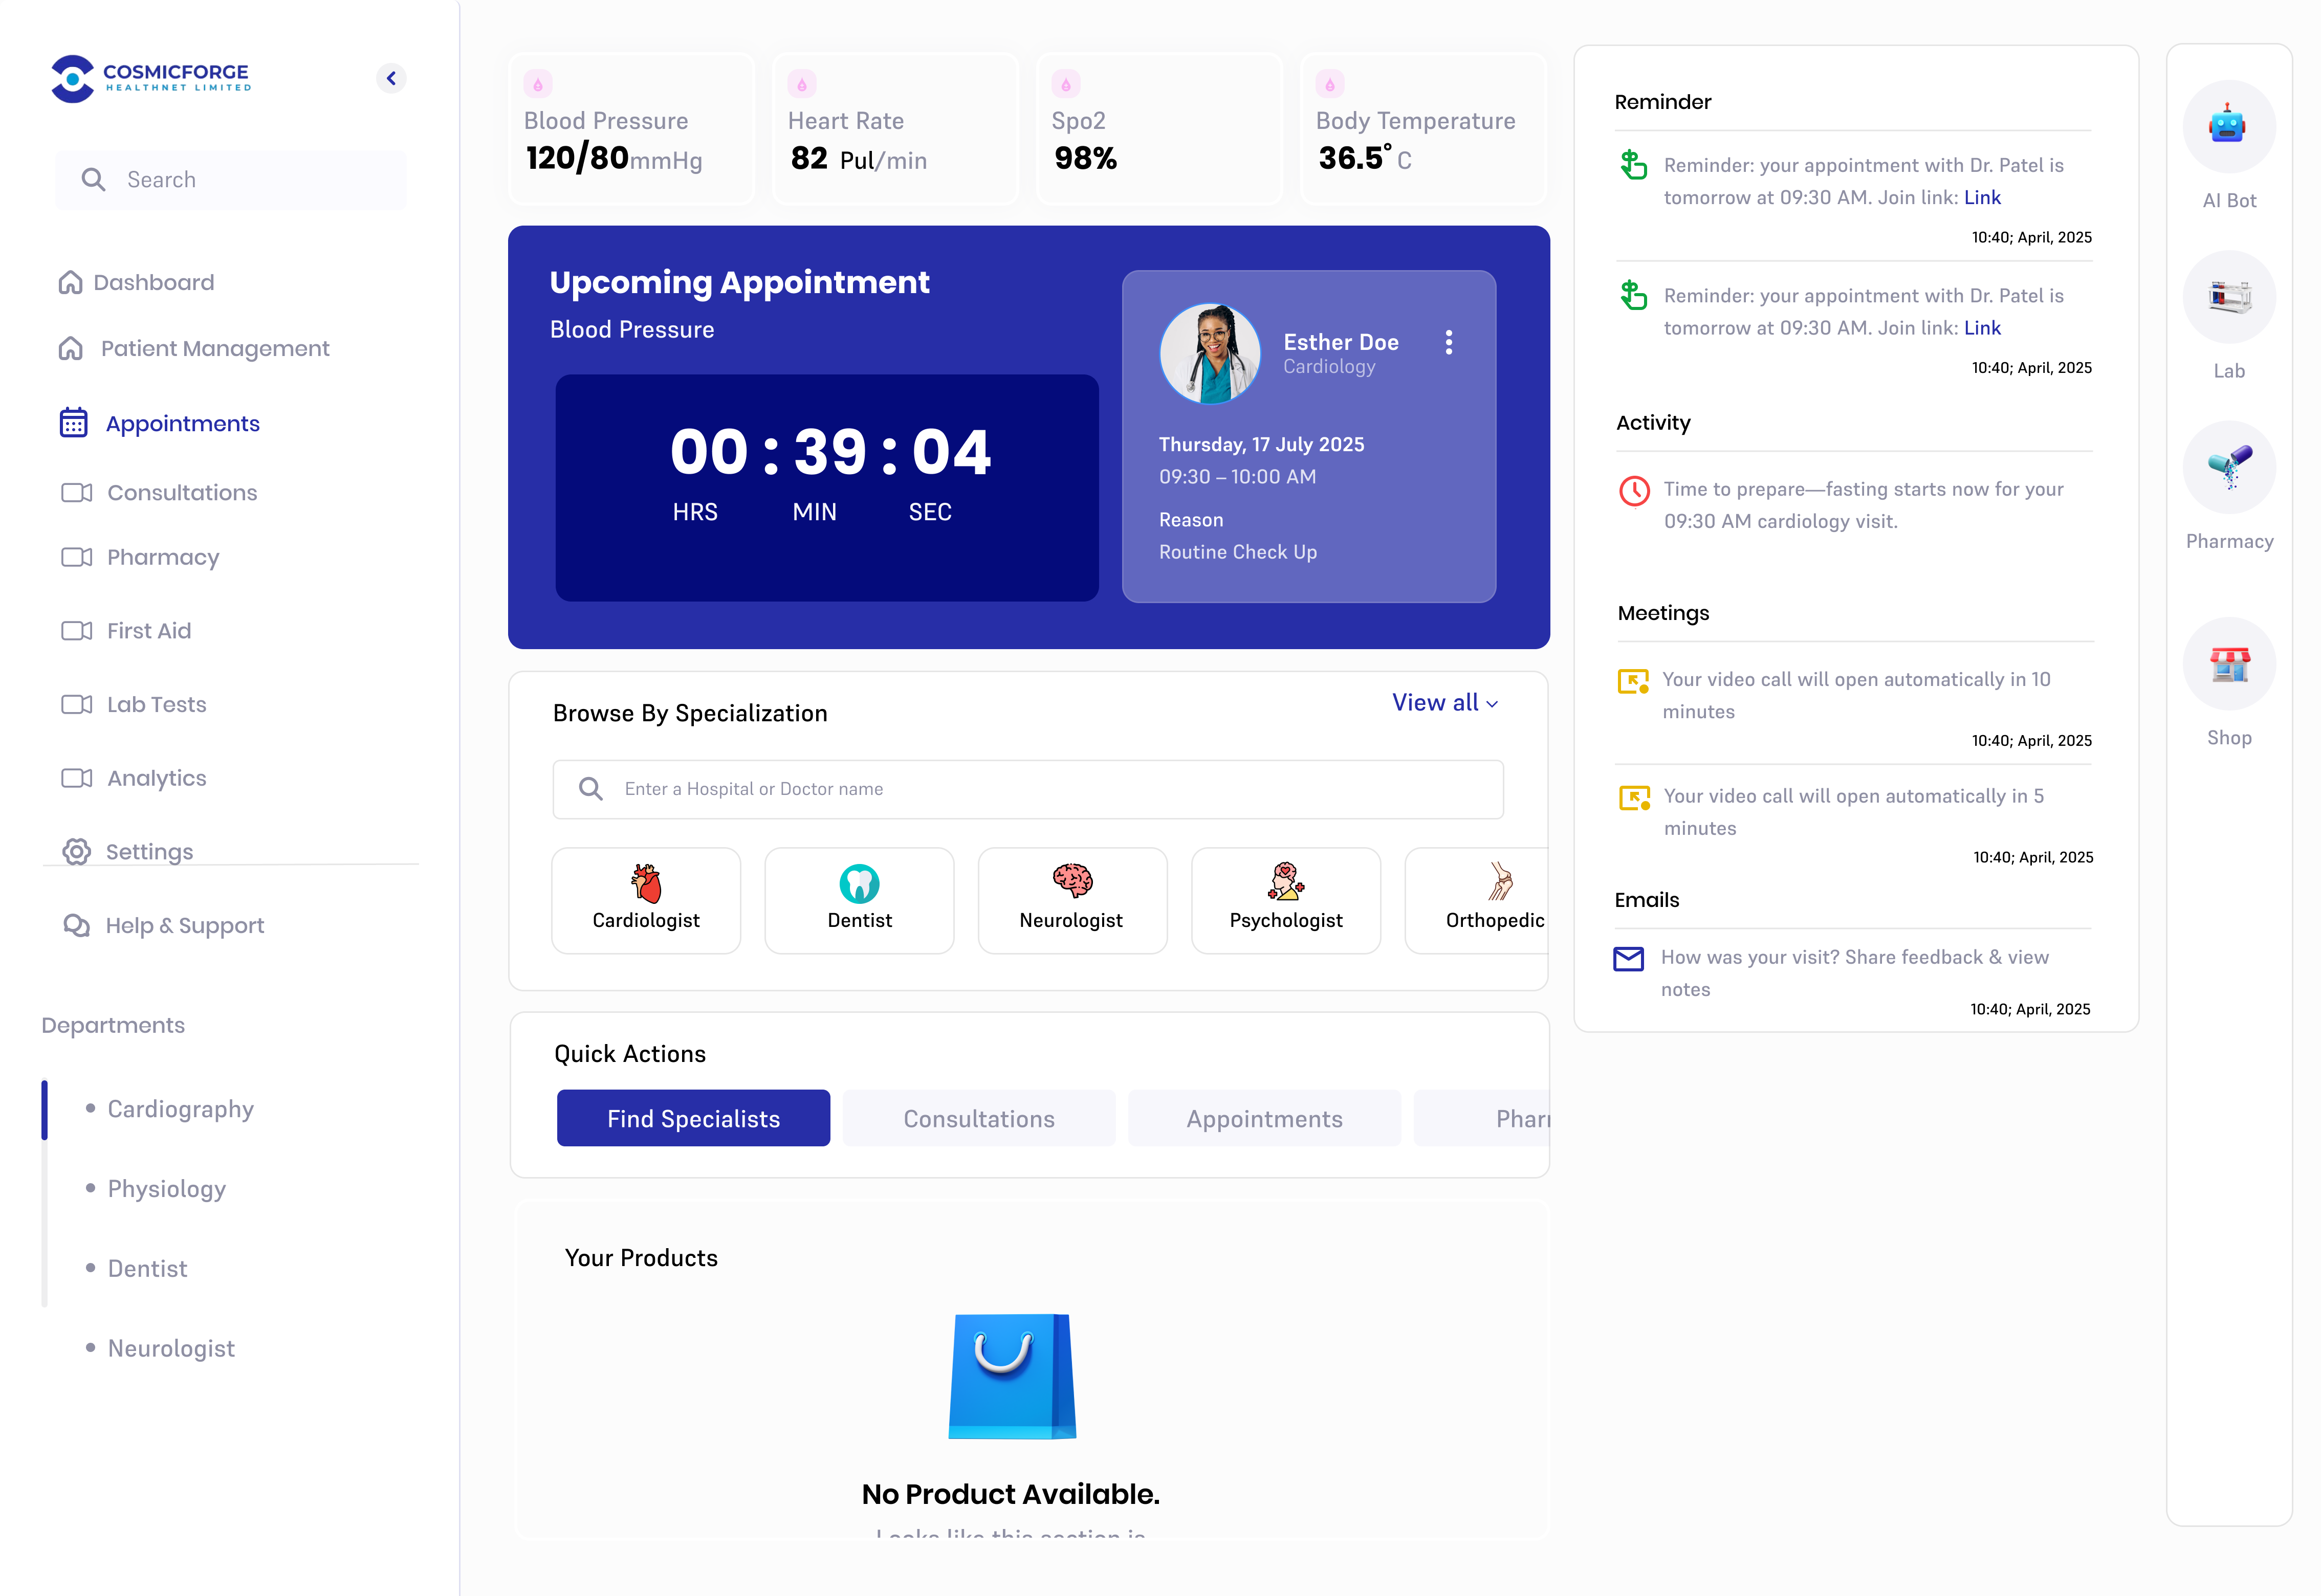 COSMICFORGE
HEALTHNET LIMITED
Search
Dashboard
Patient Management
Appointments
Consultations
Pharmacy
First Aid
Lab Tests
Analytics
Settings
Help & Support
Departments
Cardiography
Physiology
Dentist
Neurologist
Blood Pressure
120/80mmHg
Heart Rate
82 Pul/min
Spo2
98%
Body Temperature
36.5° C
Upcoming Appointment
Blood Pressure
00 : 39 : 04
HRS MIN SEC
Esther Doe
Cardiology
Thursday, 17 July 2025
09:30 – 10:00 AM
Reason
Routine Check Up
Browse By Specialization
View all
Enter a Hospital or Doctor name
Cardiologist
Dentist
Neurologist
Psychologist
Orthopedic
Quick Actions
Find Specialists
Consultations
Appointments
Phar
Your Products
No Product Available.
Looks like this section is
Reminder
Reminder: your appointment with Dr. Patel is
tomorrow at 09:30 AM. Join link: Link
10:40; April, 2025
Reminder: your appointment with Dr. Patel is
tomorrow at 09:30 AM. Join link: Link
10:40; April, 2025
Activity
Time to prepare—fasting starts now for your
09:30 AM cardiology visit.
Meetings
Your video call will open automatically in 10
minutes
10:40; April, 2025
Your video call will open automatically in 5
minutes
10:40; April, 2025
Emails
How was your visit? Share feedback & view
notes
10:40; April, 2025
AI Bot
Lab
Pharmacy
Shop